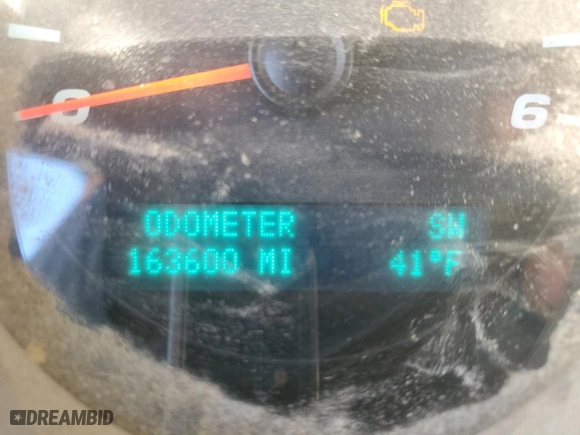 0
6
ODOMETER SW
163600 MI 41°F
DREAMBID